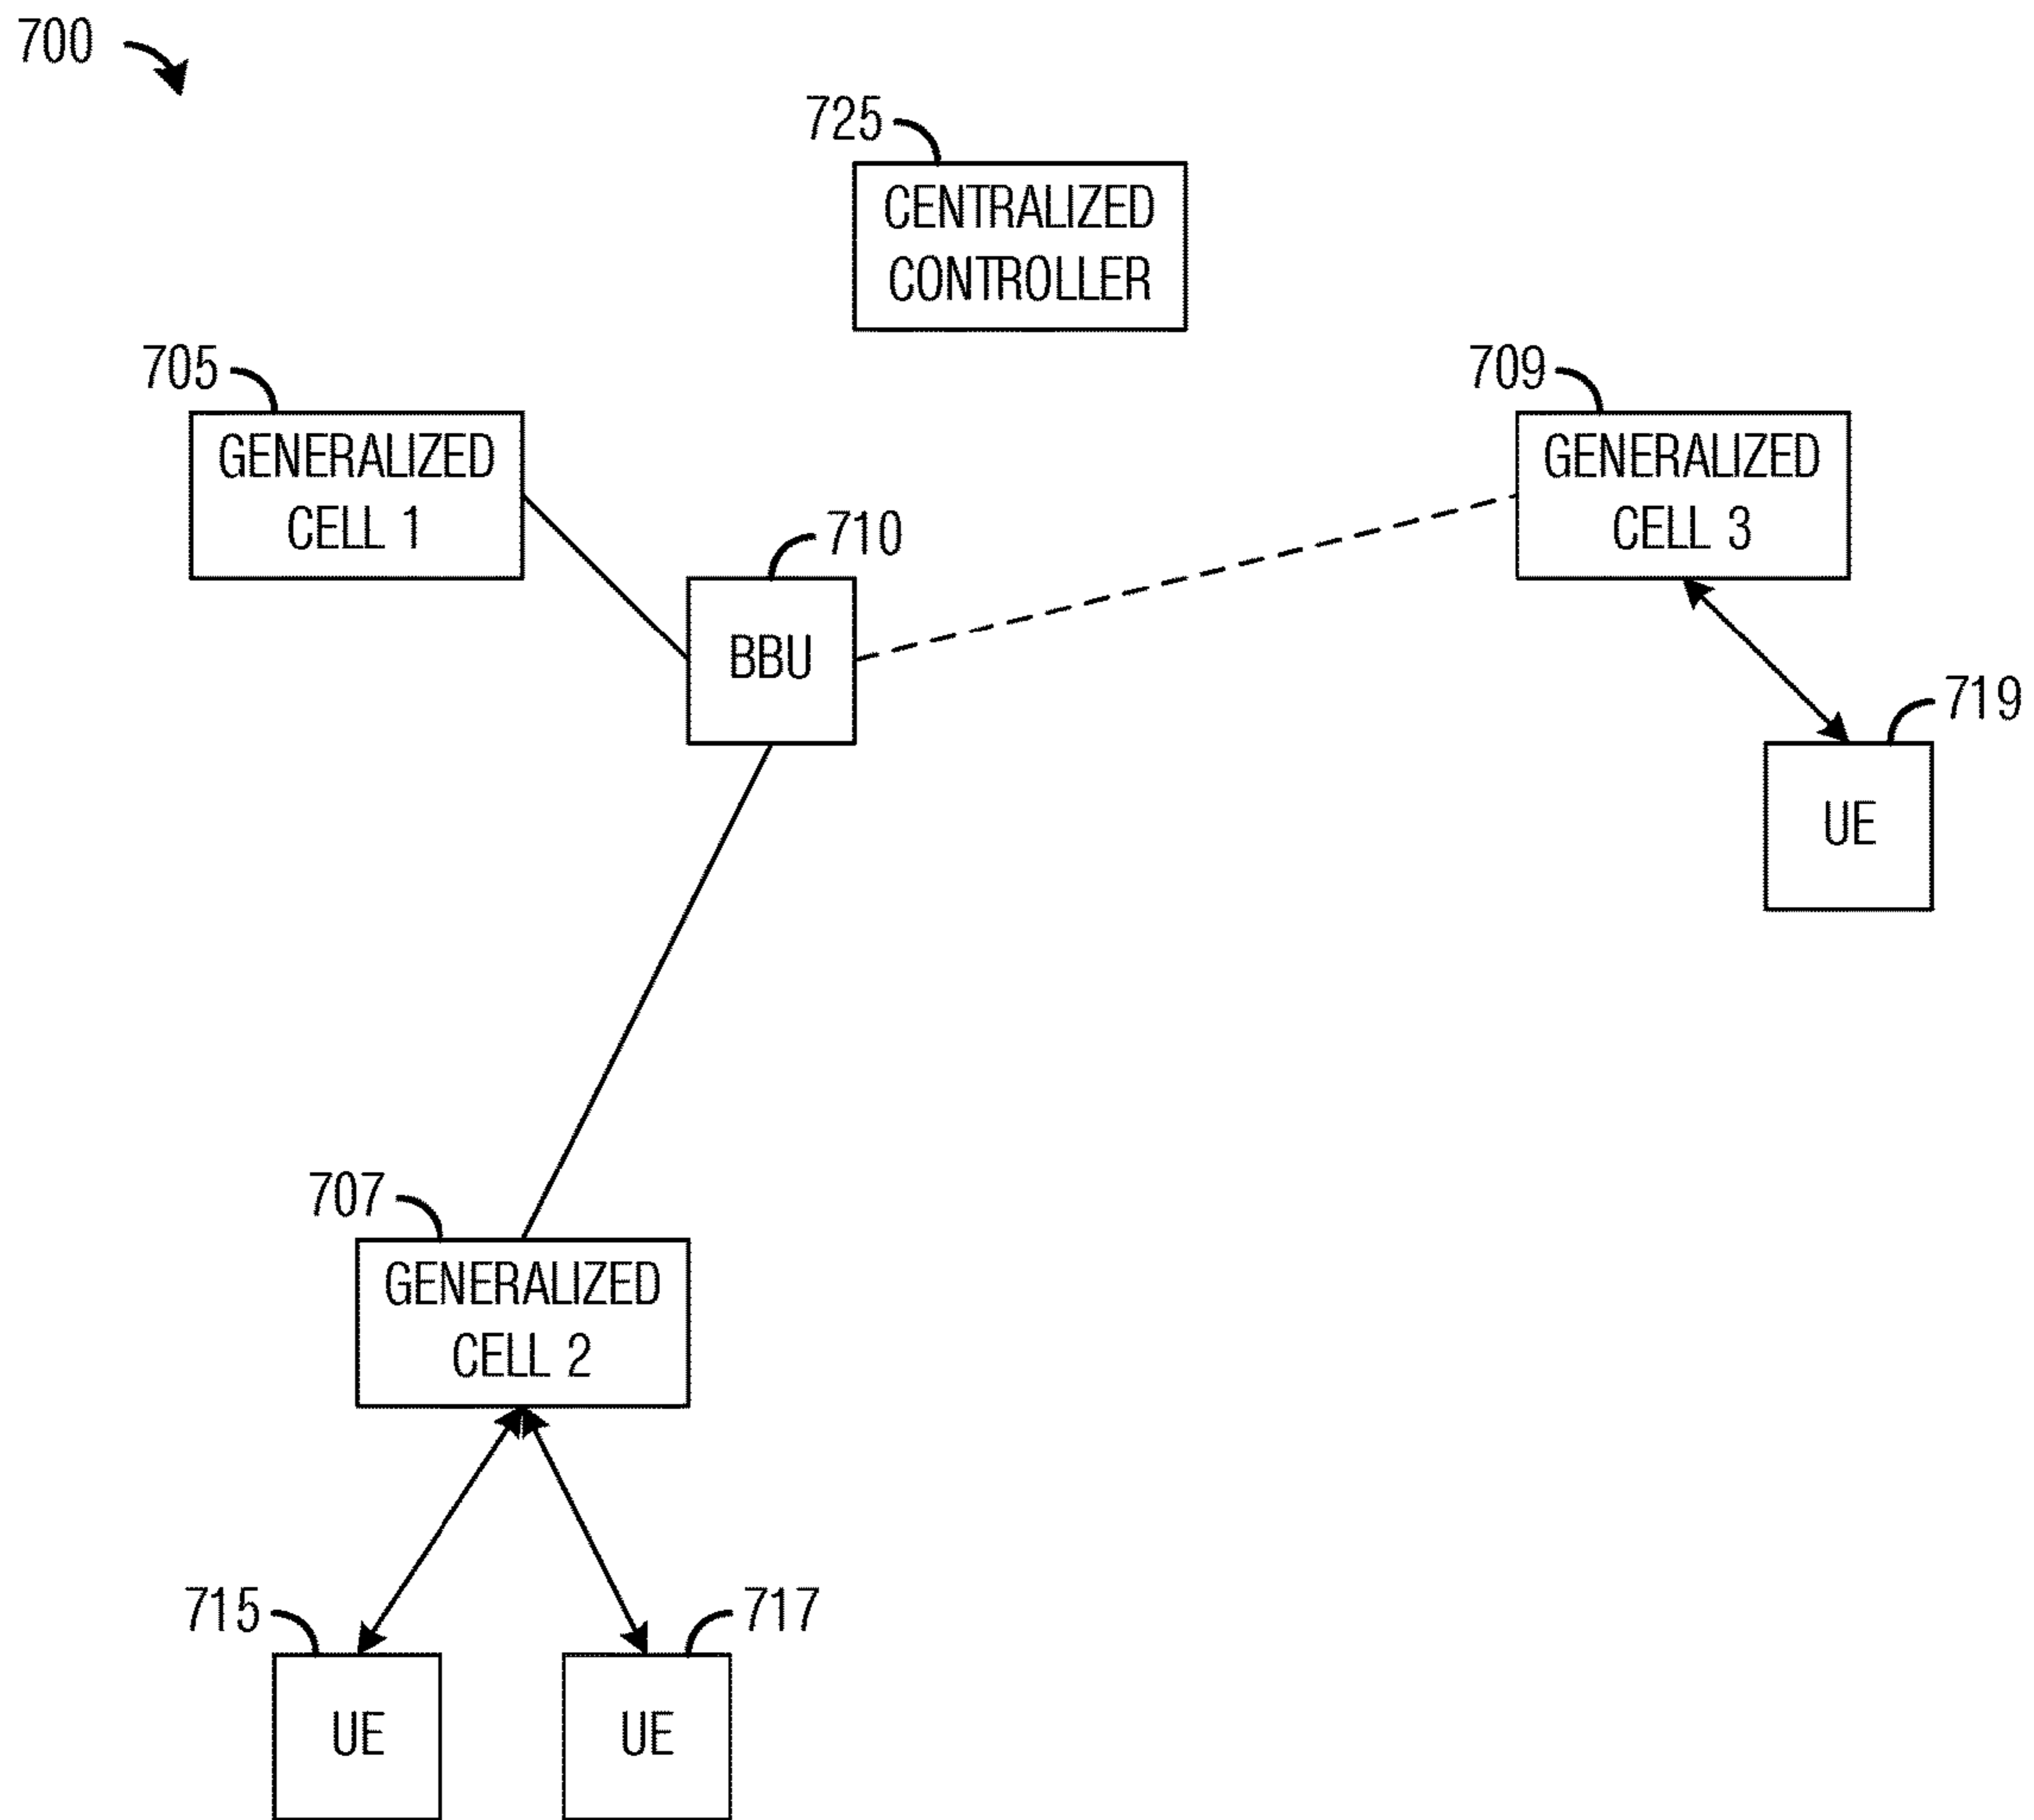 700
725
CENTRALIZED
CONTROLLER
705
GENERALIZED
CELL 1
709
GENERALIZED
CELL 3
710
BBU
719
UE
707
GENERALIZED
CELL 2
715
UE
717
UE